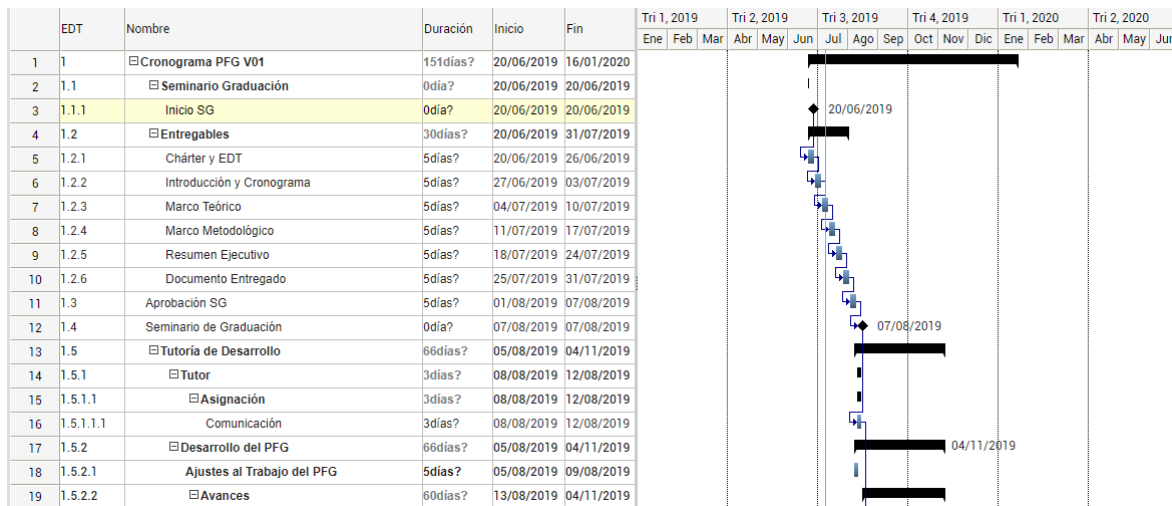 EDT Nombre Duración Inicio Fin
Tri 1, 2019 Tri 2, 2019 Tri 3, 2019 Tri 4, 2019 Tri 1, 2020 Tri 2, 2020
Ene Feb Mar Abr May Jun Jul Ago Sep Oct Nov Dic Ene Feb Mar Abr May Jun
1 1 Cronograma PFG V01 151días? 20/06/2019 16/01/2020
2 1.1 Seminario Graduación 0día? 20/06/2019 20/06/2019
3 1.1.1 Inicio SG 0día? 20/06/2019 20/06/2019 20/06/2019
4 1.2 Entregables 30días? 20/06/2019 31/07/2019
5 1.2.1 Chárter y EDT 5días? 20/06/2019 26/06/2019
6 1.2.2 Introducción y Cronograma 5días? 27/06/2019 03/07/2019
7 1.2.3 Marco Teórico 5días? 04/07/2019 10/07/2019
8 1.2.4 Marco Metodológico 5días? 11/07/2019 17/07/2019
9 1.2.5 Resumen Ejecutivo 5días? 18/07/2019 24/07/2019
10 1.2.6 Documento Entregado 5días? 25/07/2019 31/07/2019
11 1.3 Aprobación SG 5días? 01/08/2019 07/08/2019
12 1.4 Seminario de Graduación 0día? 07/08/2019 07/08/2019 07/08/2019
13 1.5 Tutoría de Desarrollo 66días? 05/08/2019 04/11/2019
14 1.5.1 Tutor 3días? 08/08/2019 12/08/2019
15 1.5.1.1 Asignación 3días? 08/08/2019 12/08/2019
16 1.5.1.1.1 Comunicación 3días? 08/08/2019 12/08/2019
17 1.5.2 Desarrollo del PFG 66días? 05/08/2019 04/11/2019 04/11/2019
18 1.5.2.1 Ajustes al Trabajo del PFG 5días? 05/08/2019 09/08/2019
19 1.5.2.2 Avances 60días? 13/08/2019 04/11/2019